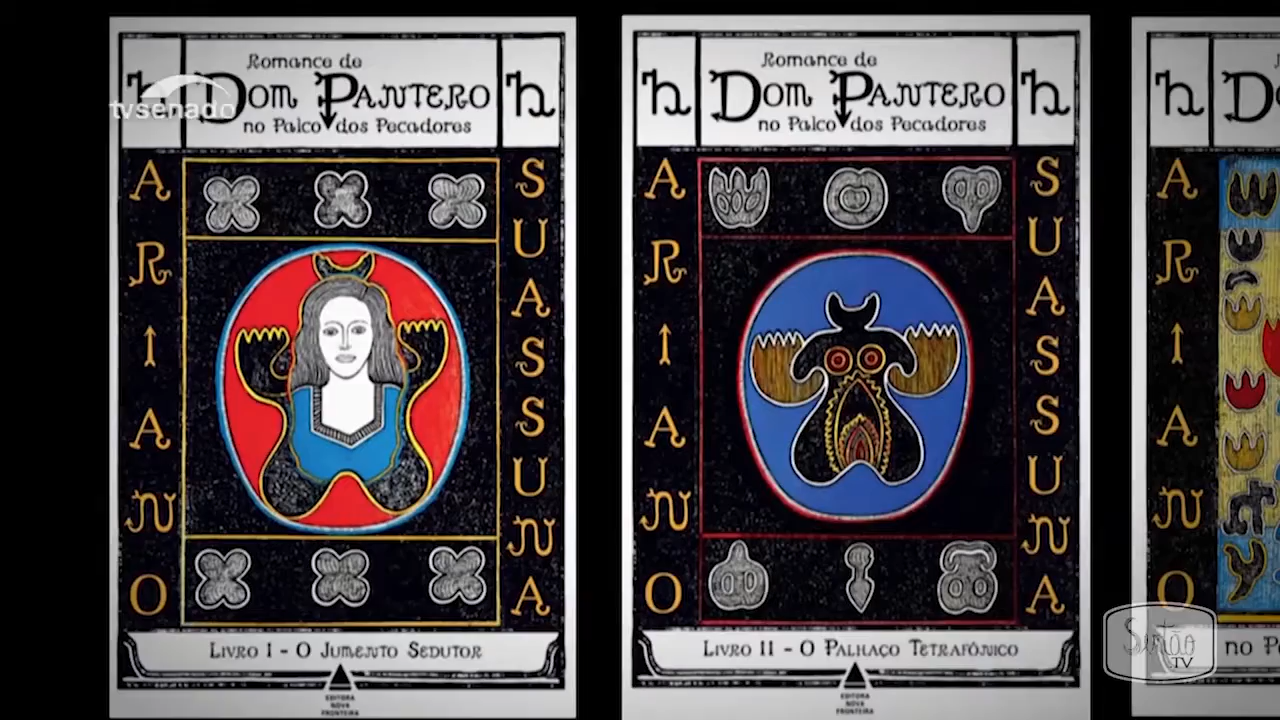 tvsenado
Romance de
DOM PANTERO
no Palco dos Pecadores
ARIANO
SUASSUNA
LIVRO I - O JUMENTO SEDUTOR
EDITORA
NOVA
FRONTEIRA
Romance de
DOM PANTERO
no Palco dos Pecadores
ARIANO
SUASSUNA
LIVRO II - O PALHAÇO TETRAFÔNICO
EDITORA
NOVA
FRONTEIRA
ARIANO
no
Sertão
TV